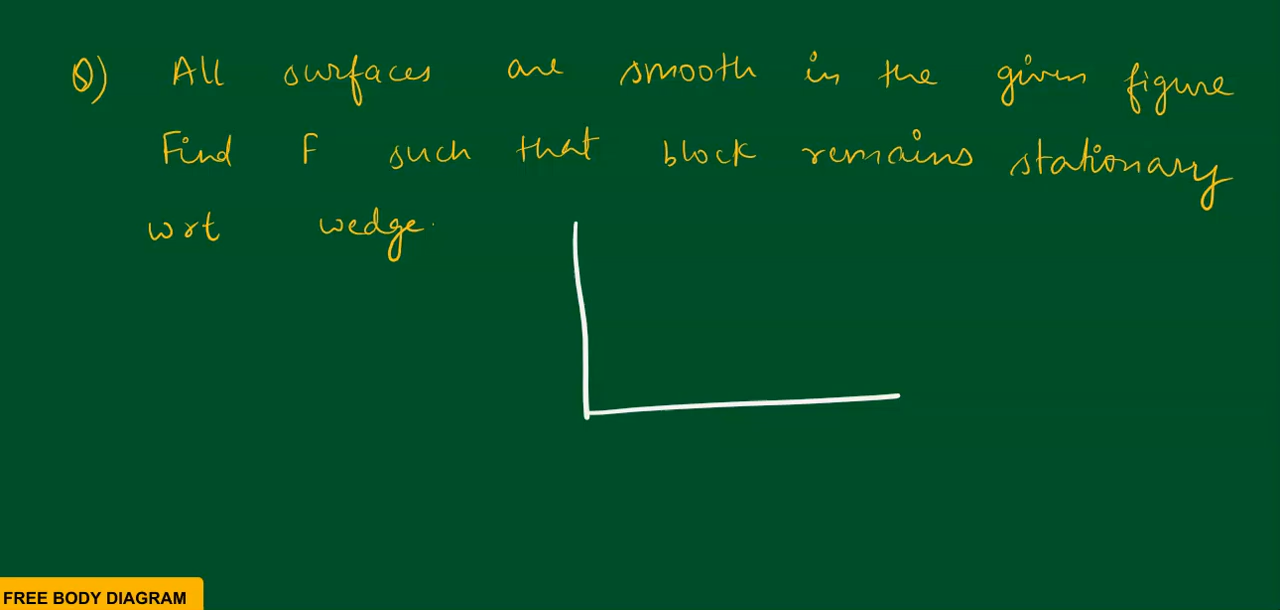 Q) All surfaces are smooth in the given figure
Find F such that block remains stationary
wrt wedge.
FREE BODY DIAGRAM